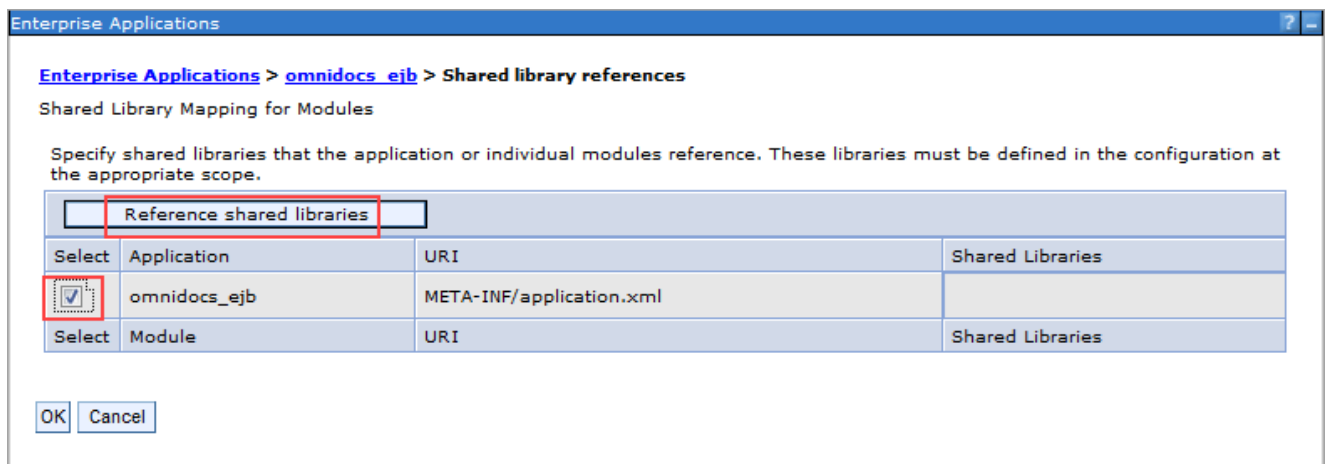 Enterprise Applications ? –
Enterprise Applications > omnidocs_ejb > Shared library references
Shared Library Mapping for Modules
Specify shared libraries that the application or individual modules reference. These libraries must be defined in the configuration at
the appropriate scope.
Reference shared libraries
Select Application URI Shared Libraries
omnidocs_ejb META-INF/application.xml
Select Module URI Shared Libraries
OK Cancel